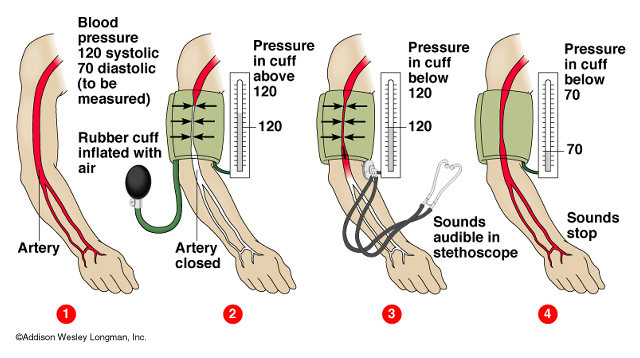 Blood
pressure
120 systolic
70 diastolic
(to be
measured)
Rubber cuff
inflated with
air
Artery
1
Pressure
in cuff
above
120
120
Artery
closed
2
Pressure
in cuff
below
120
120
Sounds
audible in
stethoscope
3
Pressure
in cuff
below
70
70
Sounds
stop
4
©Addison Wesley Longman, Inc.